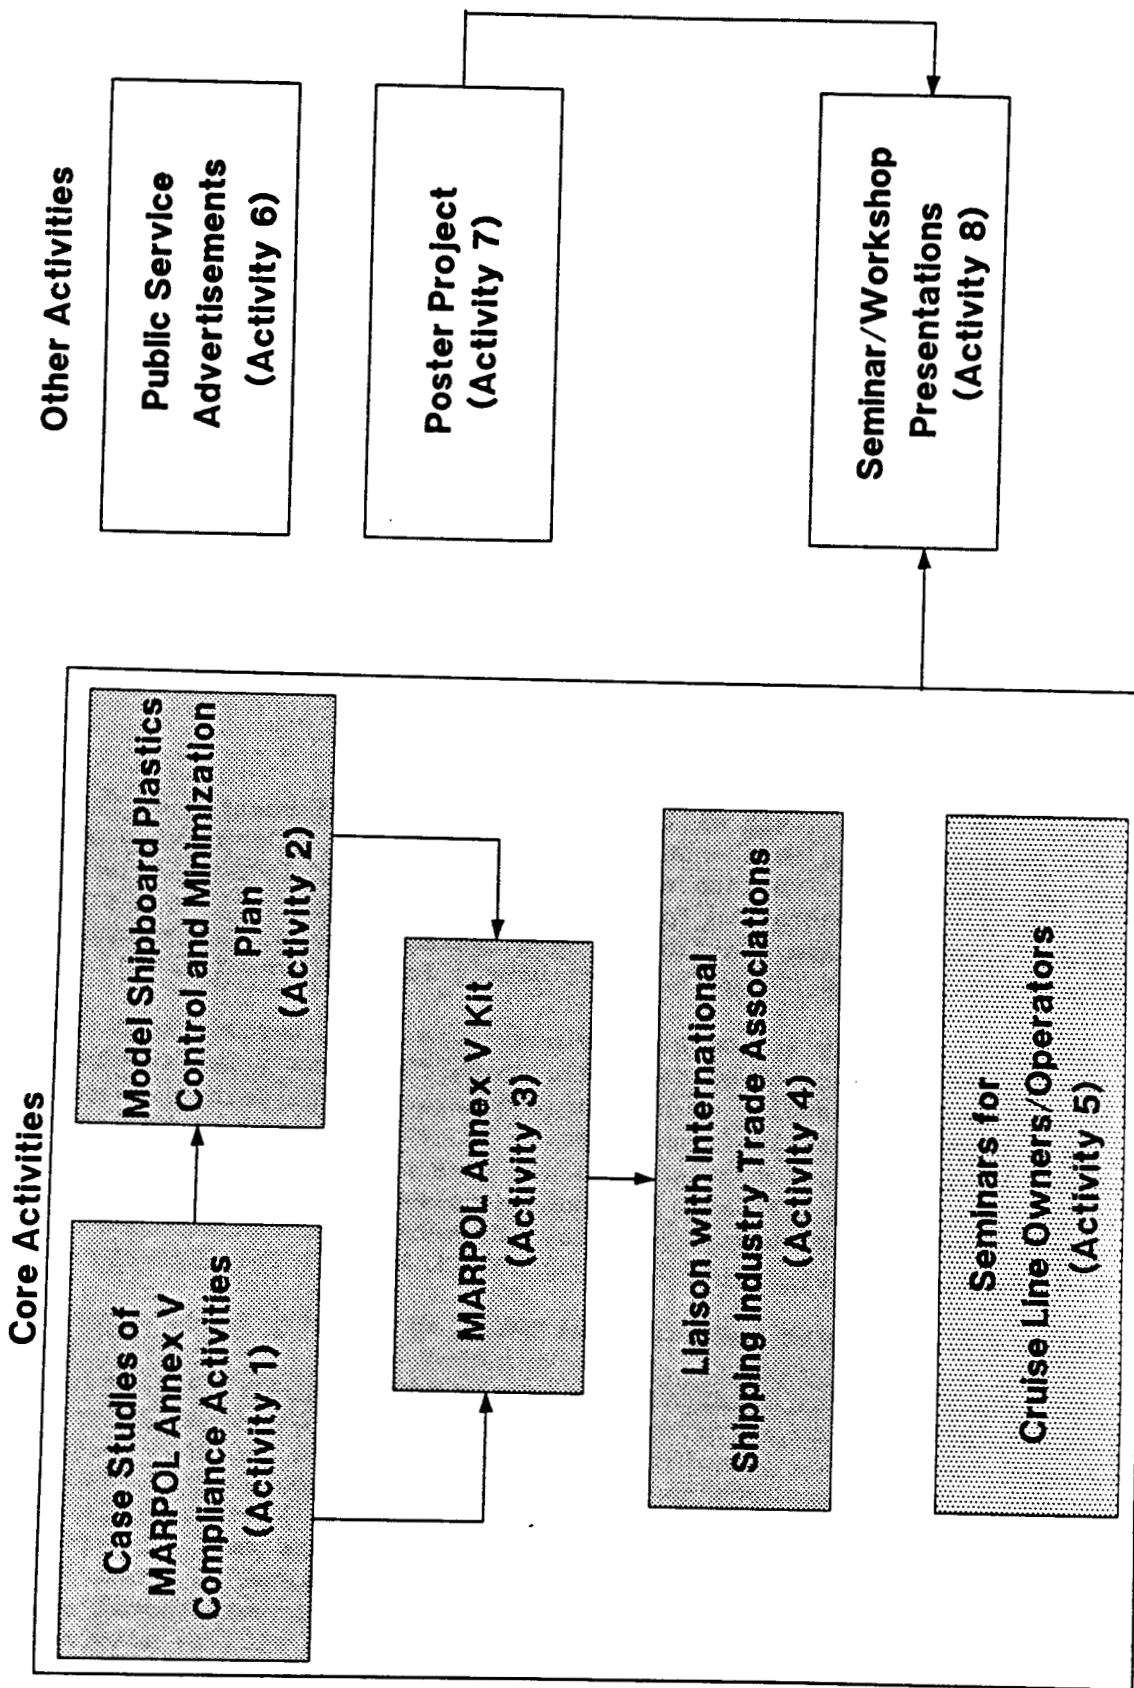 Core Activities
Case Studies of
MARPOL Annex V
Compliance Activities
(Activity 1)
Model Shipboard Plastics
Control and Minimization
Plan
(Activity 2)
MARPOL Annex V Kit
(Activity 3)
Liaison with International
Shipping Industry Trade Associations
(Activity 4)
Seminars for
Cruise Line Owners/Operators
(Activity 5)
Other Activities
Public Service
Advertisements
(Activity 6)
Poster Project
(Activity 7)
Seminar/Workshop
Presentations
(Activity 8)